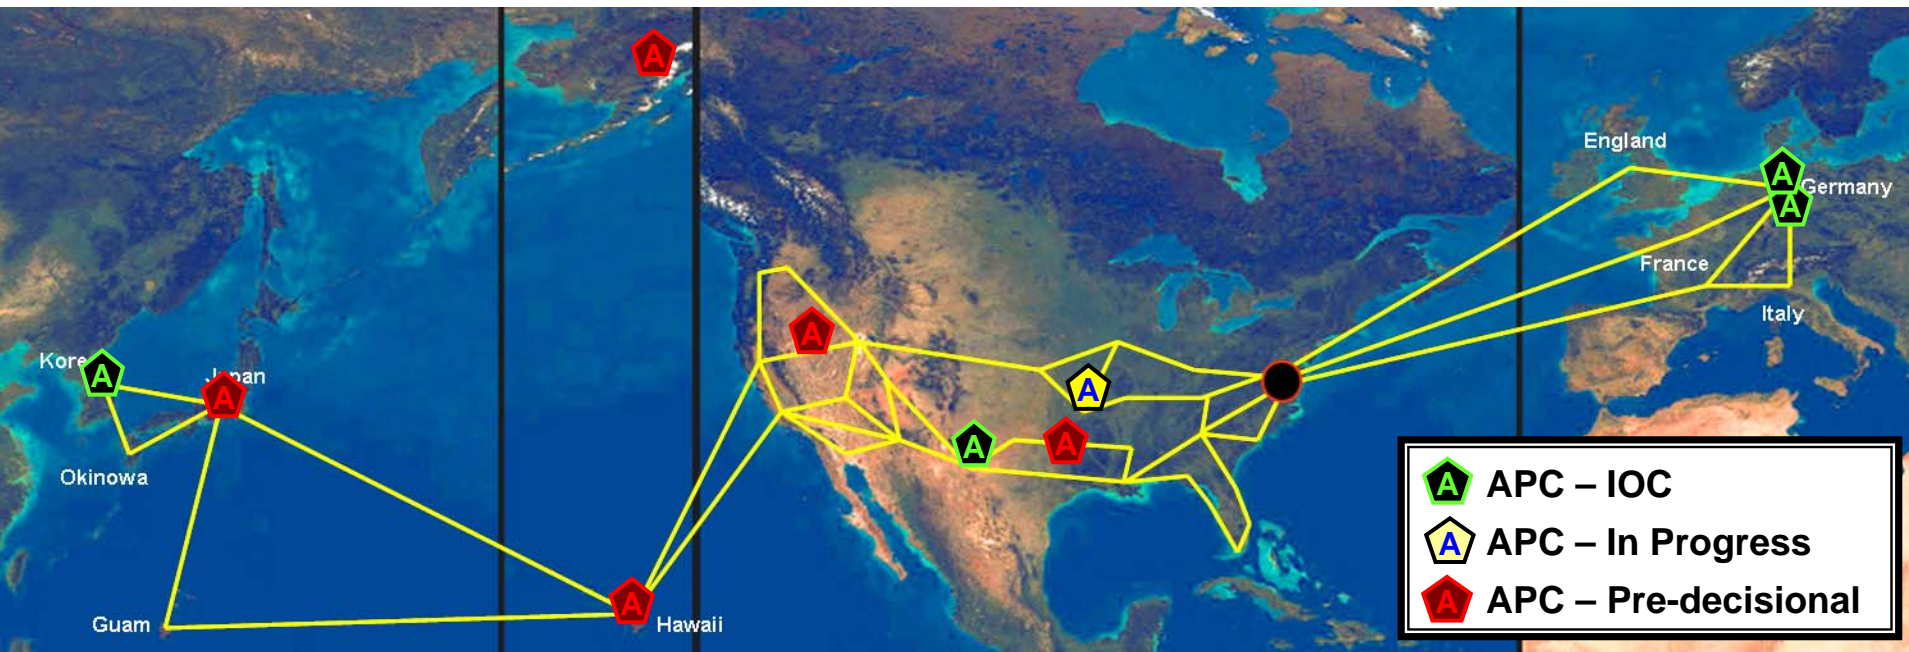 A
England
A
Germany
A
France
Italy
A
Kore
A
Japan
A
A
A
A
Okinowa
A
Guam
Hawaii
A APC – IOC
A APC – In Progress
A APC – Pre-decisional